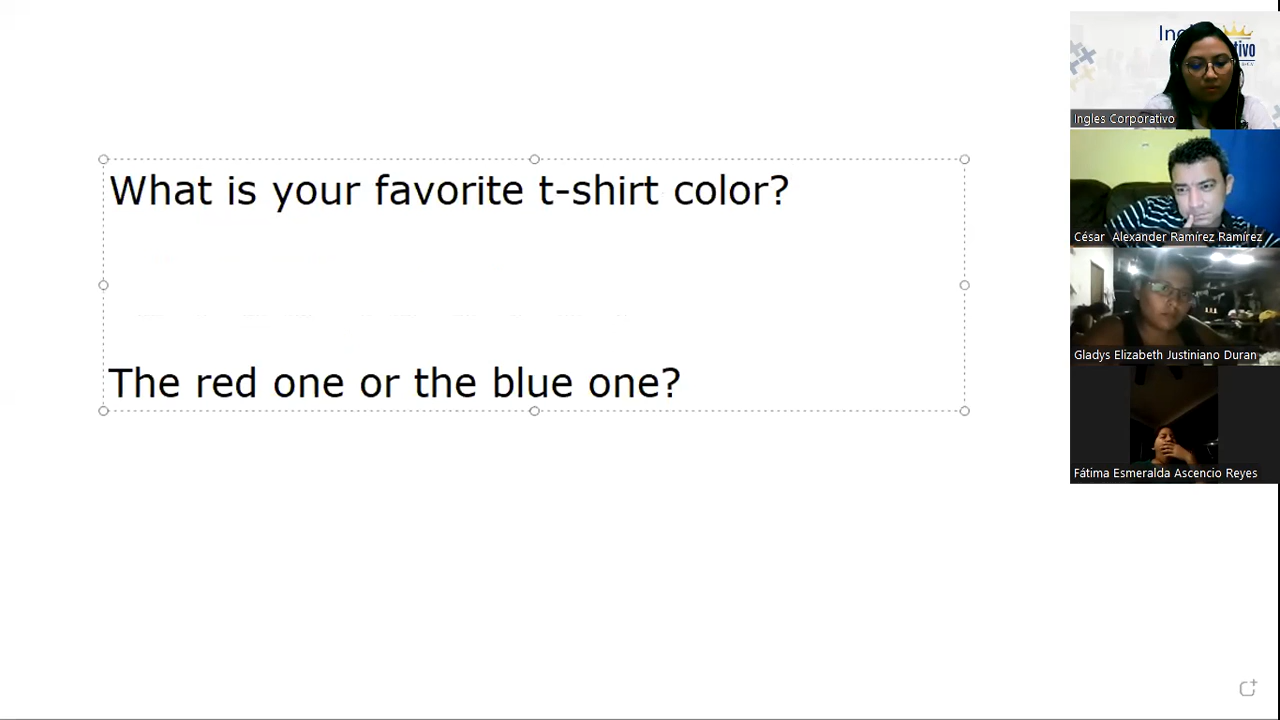 What is your favorite t-shirt color?
The red one or the blue one?
Ingles Corporativo
César Alexander Ramírez Ramírez
Gladys Elizabeth Justiniano Duran
Fátima Esmeralda Ascencio Reyes